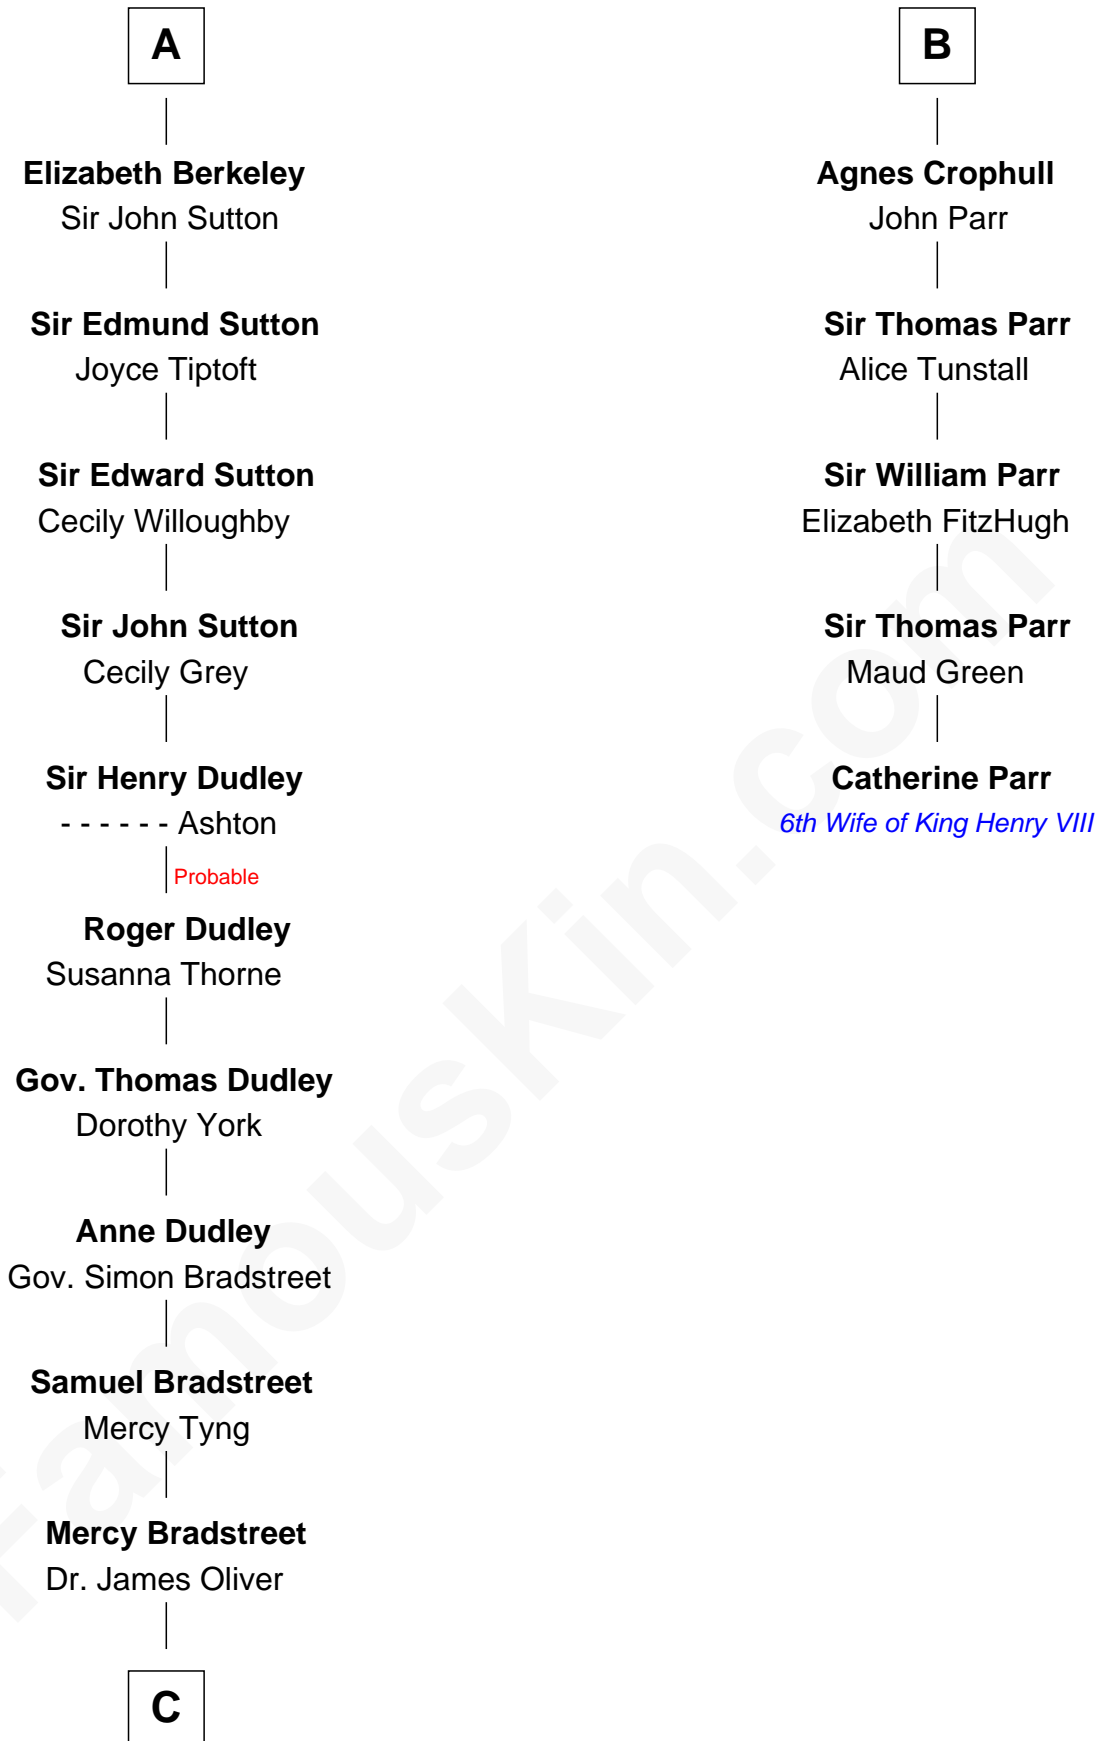 A
Elizabeth Berkeley
Sir John Sutton
Sir Edmund Sutton
Joyce Tiptoft
Sir Edward Sutton
Cecily Willoughby
Sir John Sutton
Cecily Grey
Sir Henry Dudley
- - - - - - Ashton
Probable
Roger Dudley
Susanna Thorne
Gov. Thomas Dudley
Dorothy York
Anne Dudley
Gov. Simon Bradstreet
Samuel Bradstreet
Mercy Tyng
Mercy Bradstreet
Dr. James Oliver
C
B
Agnes Crophull
John Parr
Sir Thomas Parr
Alice Tunstall
Sir William Parr
Elizabeth FitzHugh
Sir Thomas Parr
Maud Green
Catherine Parr
6th Wife of King Henry VIII
FamousKin.com